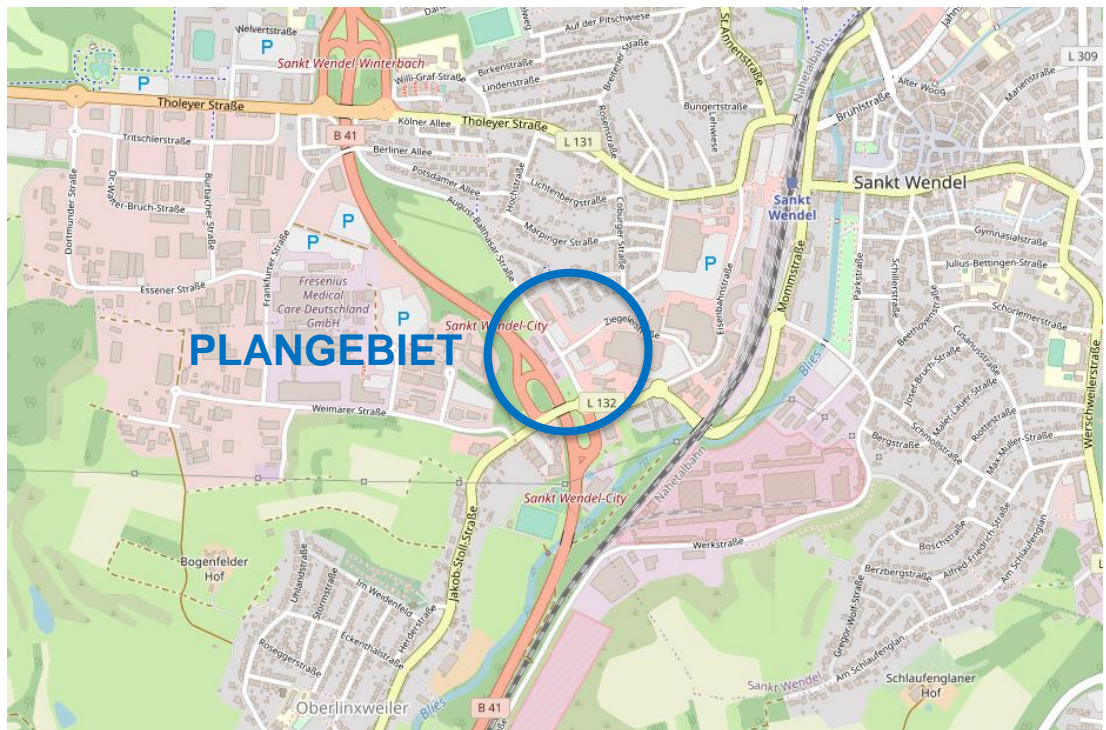 Auf der Pitschwiese
St.Annenstraße
Nahetalbahn
Sankt Wendel-Winterbach
P
Birkenstraße
Lindenstraße
Breitener Straße
Alter Woog
Marienstraße
L 309
Willi-Graf-Straße
P
Tholeyer Straße
Kölner Allee
Tholeyer Straße
Rosenstraße
Bungertstraße
Lehwiese
Brühlstraße
B 41
L 131
Tritschlerstraße
Berliner Allee
Potsdamer Allee
Hochstraße
Lichtenbergstraße
Sankt Wendel
Dortmunder Straße
Dr.-Walter-Bruch-Straße
Burbacher Straße
August-Balthasar-Straße
Coburger Straße
Sankt
Wendel
Marpinger Straße
Frankfurter Straße
P
P
P
Gymnasialstraße
Julius-Bettingen-Straße
Essener Straße
Fresenius
Medical
Care Deutschland
GmbH
P
Eisenbahnstraße
Mommstraße
Parkstraße
Schillerstraße
Beethovenstraße
Schorlemerstraße
Cusanusstraße
Sankt Wendel-City
PLANGEBIET
Blies
Josef-Bruch-Straße
Maler-Lauer-Straße
Riottestraße
Werschweilerstraße
Weimarer Straße
L 132
Schmollstraße
Max-Müller-Straße
Bergstraße
Nahetalbahn
Sankt Wendel-City
Jakob-Stoll-Straße
Werkstraße
Boschstraße
Alfred-Friedrich-Straße
Am Schlaufenglan
Bogenfelder
Hof
Berzbergstraße
Gregor-Wolf-Straße
Im Weidenfeld
Uhlandstraße
Stormstraße
Herderstraße
Eckenthalstraße
Roseggerstraße
Am Schlaufenglan
Sankt Wendel
Schlaufenglaner
Hof
Oberlinxweiler
Blies
B 41